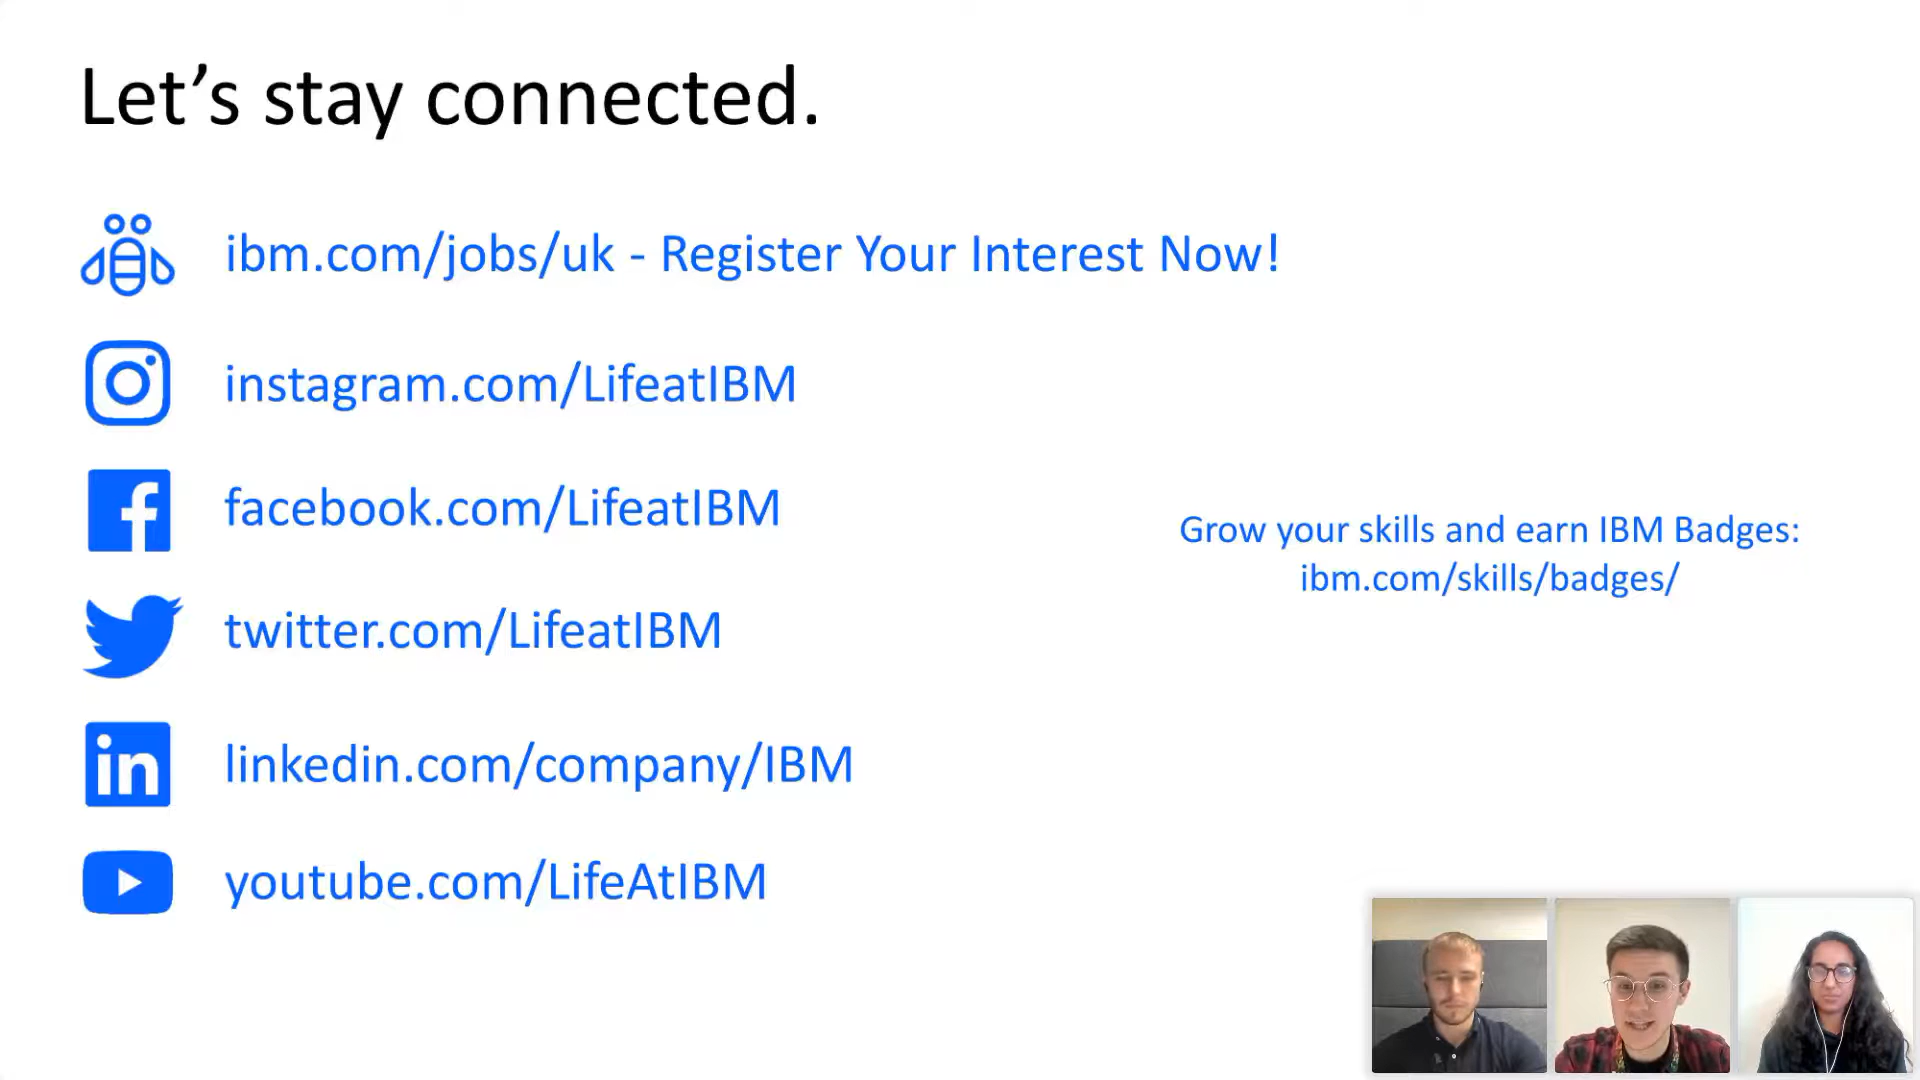 Let’s stay connected.
ibm.com/jobs/uk - Register Your Interest Now!
instagram.com/LifeatIBM
facebook.com/LifeatIBM
twitter.com/LifeatIBM
linkedin.com/company/IBM
youtube.com/LifeAtIBM
Grow your skills and earn IBM Badges:
ibm.com/skills/badges/